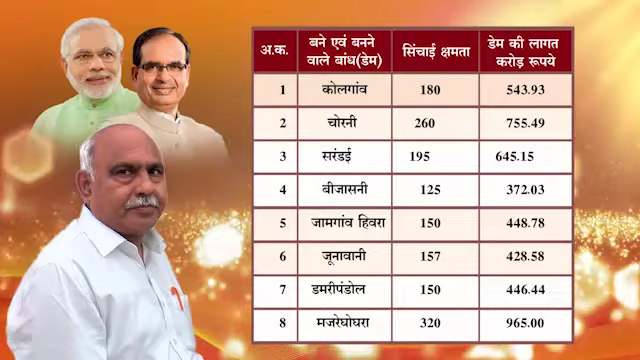 अ.क. बने एवं बनने वाले बांध(डेम) सिंचाई क्षमता डेम की लागत करोड़ रूपये
1 कोलगांव 180 543.93
2 चोरनी 260 755.49
3 सरंडई 195 645.15
4 बीजासनी 125 372.03
5 जामगांव हिवरा 150 448.78
6 जूनावानी 157 428.58
7 डमरीपंडोल 150 446.44
8 मजरेघोघरा 320 965.00